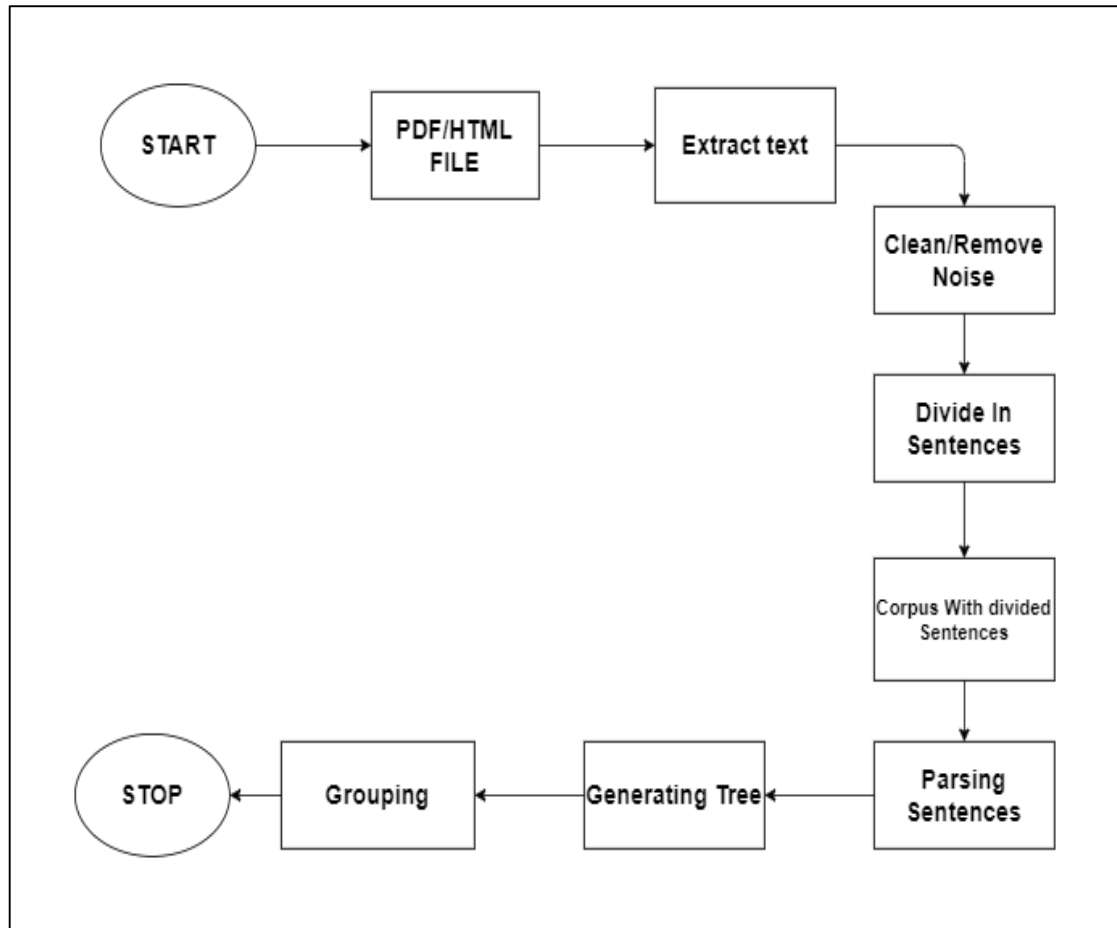 START
PDF/HTML
FILE
Extract text
Clean/Remove
Noise
Divide In
Sentences
Corpus With divided
Sentences
Parsing
Sentences
Generating Tree
Grouping
STOP